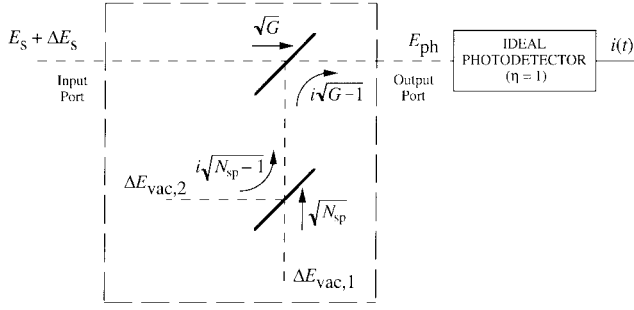 √G
E_S + ΔE_S
E_ph
IDEAL
PHOTODETECTOR
(η = 1)
i(t)
Input
Port
i√G−1
Output
Port
i√N_sp−1
ΔE_vac,2
√N_sp
ΔE_vac,1